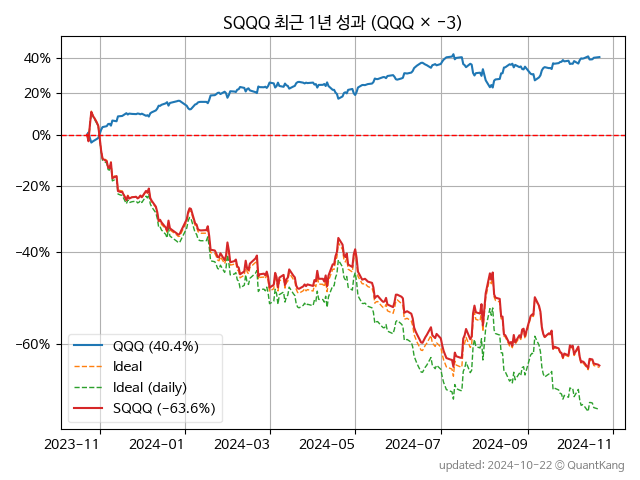 SQQQ 최근 1년 성과 (QQQ × −3)
40%
20%
0%
−20%
−40%
−60%
QQQ (40.4%)
Ideal
Ideal (daily)
SQQQ (−63.6%)
2023-11
2024-01
2024-03
2024-05
2024-07
2024-09
2024-11
updated: 2024-10-22 © QuantKang